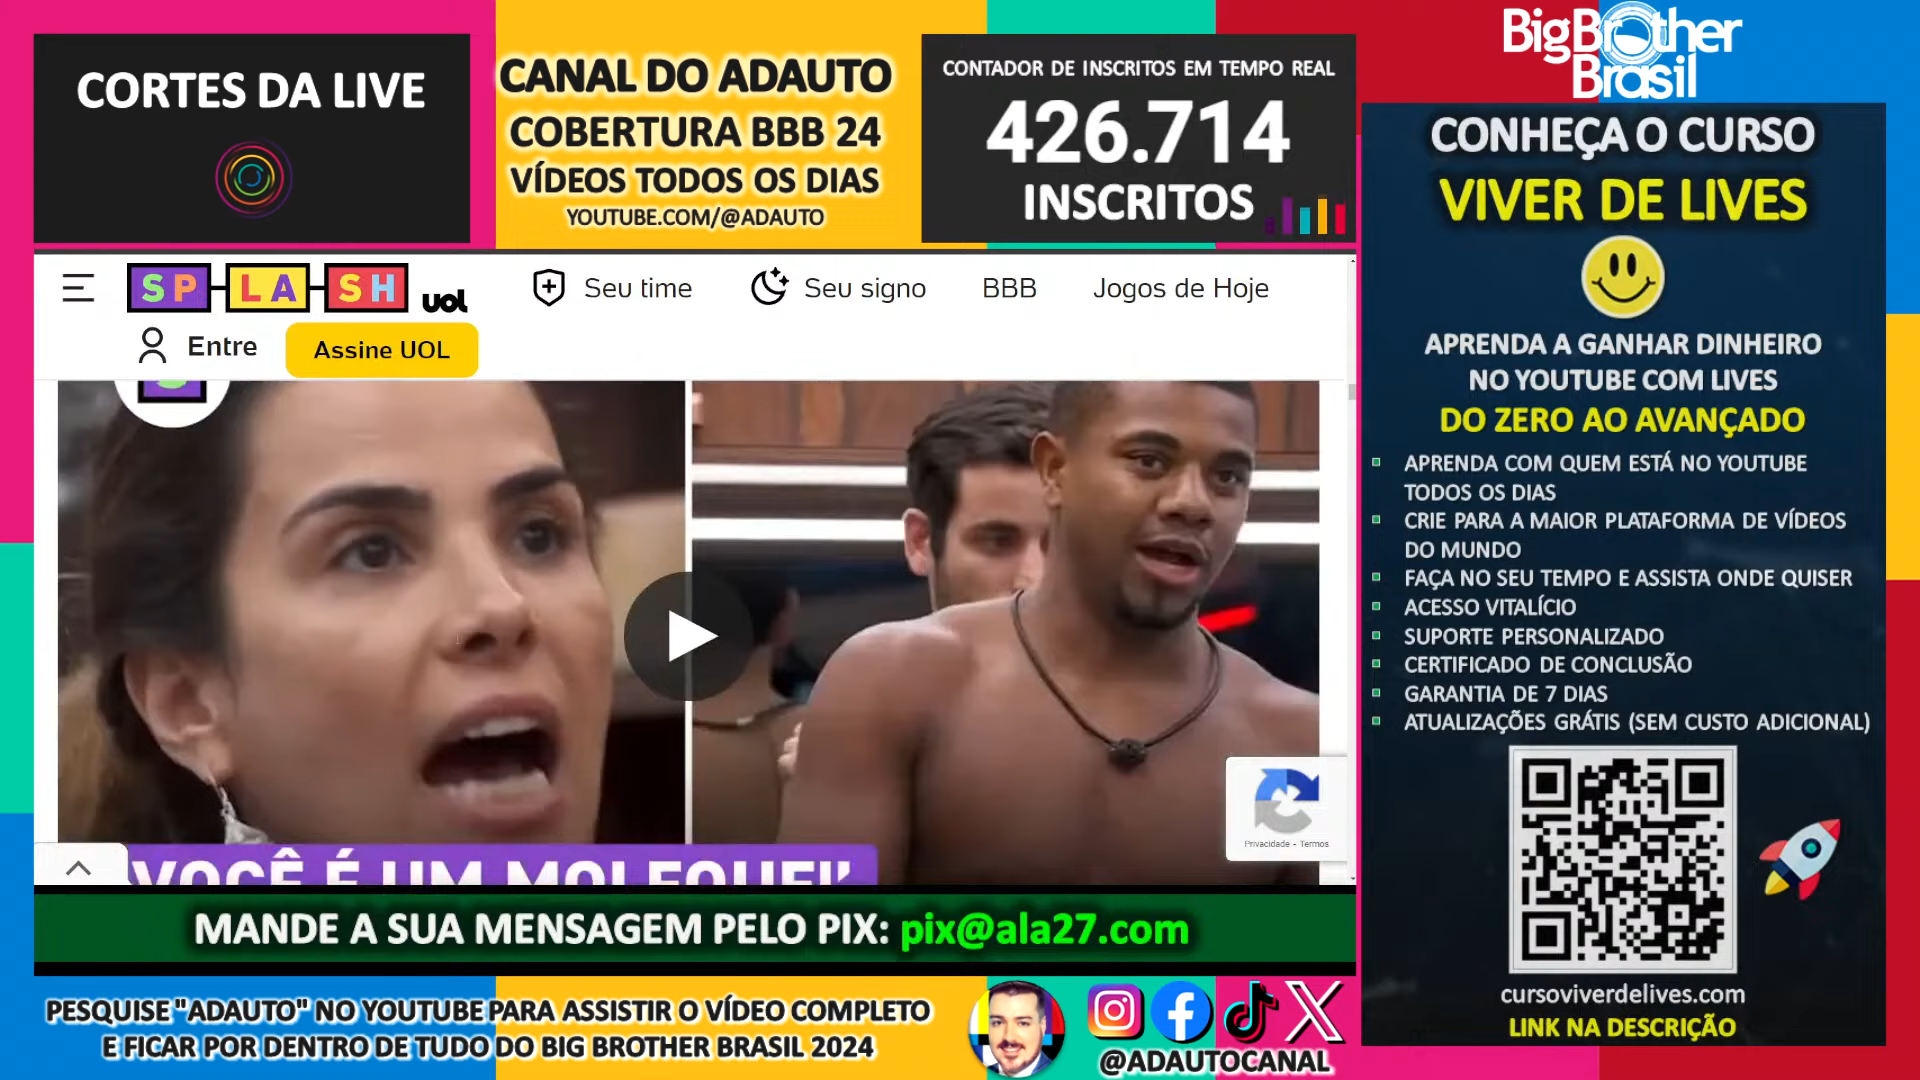 CORTES DA LIVE
CANAL DO ADAUTO
COBERTURA BBB 24
VÍDEOS TODOS OS DIAS
YOUTUBE.COM/@ADAUTO
CONTADOR DE INSCRITOS EM TEMPO REAL
426.714
INSCRITOS
BigBrother
Brasil
CONHEÇA O CURSO
VIVER DE LIVES
APRENDA A GANHAR DINHEIRO
NO YOUTUBE COM LIVES
DO ZERO AO AVANÇADO
APRENDA COM QUEM ESTÁ NO YOUTUBE
TODOS OS DIAS
CRIE PARA A MAIOR PLATAFORMA DE VÍDEOS
DO MUNDO
FAÇA NO SEU TEMPO E ASSISTA ONDE QUISER
ACESSO VITALÍCIO
SUPORTE PERSONALIZADO
CERTIFICADO DE CONCLUSÃO
GARANTIA DE 7 DIAS
ATUALIZAÇÕES GRÁTIS (SEM CUSTO ADICIONAL)
cursoviverdelives.com
LINK NA DESCRIÇÃO
SPLASH uol Seu time Seu signo BBB Jogos de Hoje
Entre Assine UOL
Privacidade - Termos
VOCÊ É UM MOLEQUE!"
MANDE A SUA MENSAGEM PELO PIX: pix@ala27.com
PESQUISE "ADAUTO" NO YOUTUBE PARA ASSISTIR O VÍDEO COMPLETO
E FICAR POR DENTRO DE TUDO DO BIG BROTHER BRASIL 2024
@ADAUTOCANAL